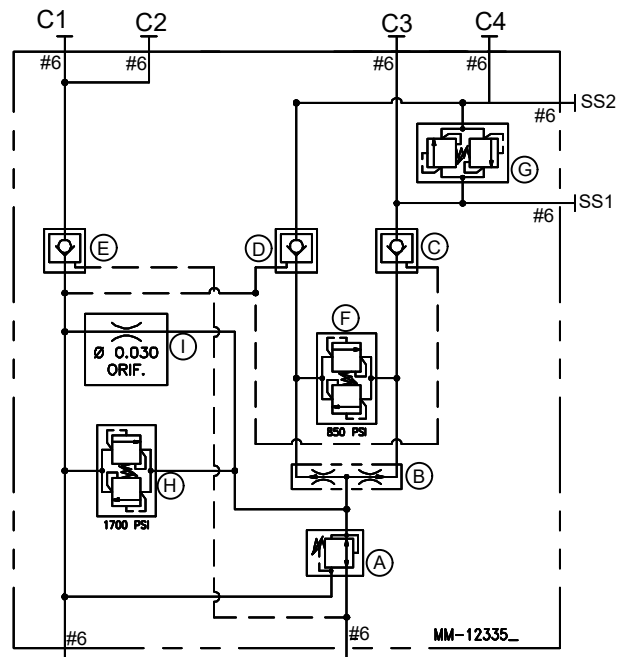 C1 C2 C3 C4
#6 #6 #6 #6
#6 SS2
G
#6 SS1
E D C
F
I
Ø 0.030
ORIF.
850 PSI
B
H
1700 PSI
A
#6 #6 MM-12335_